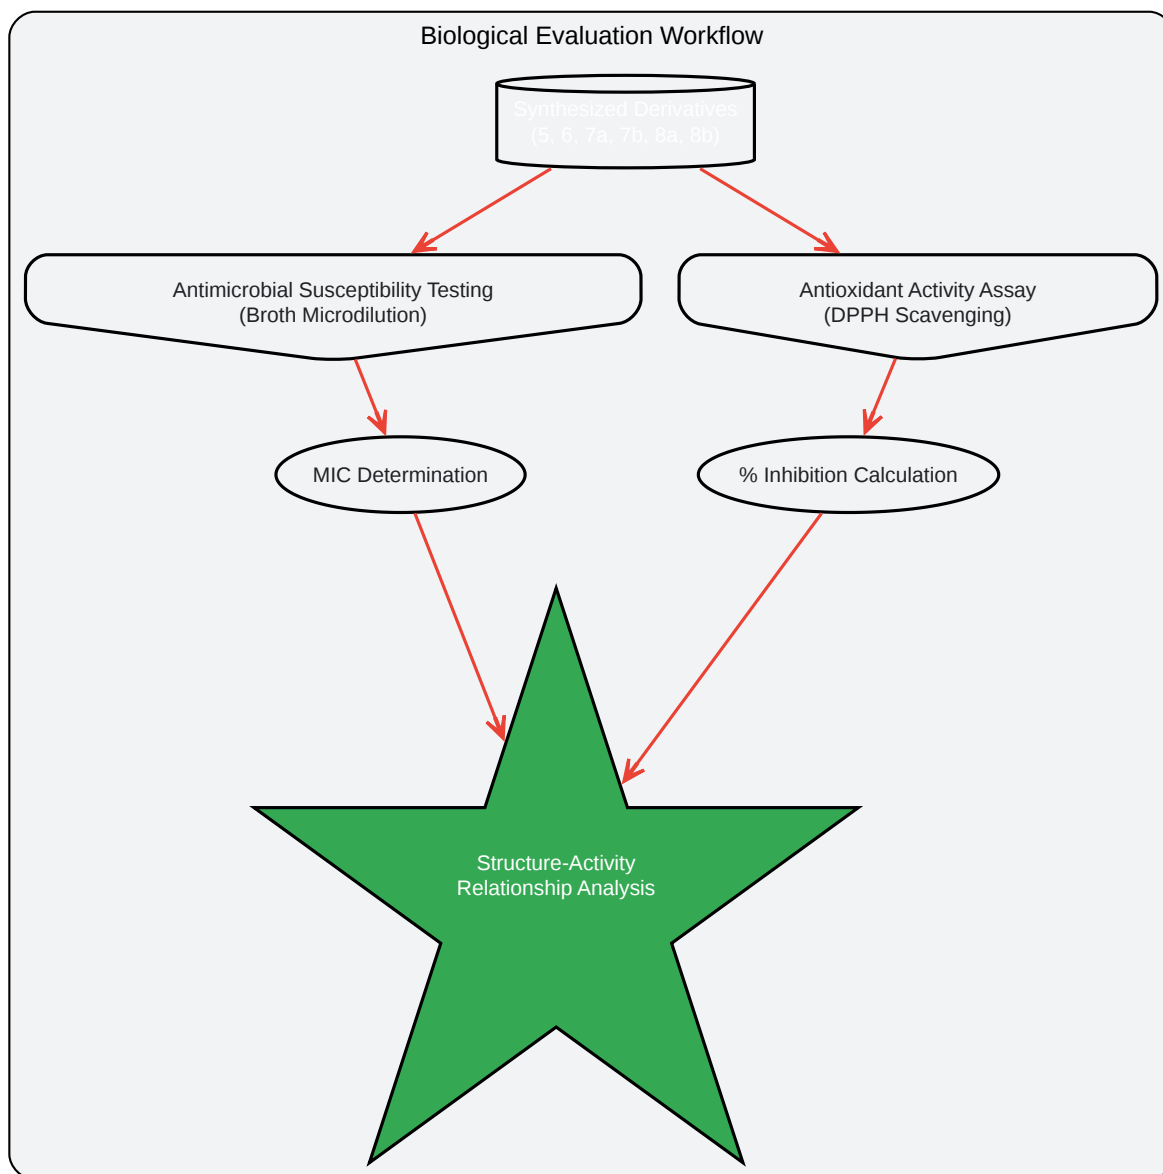 Biological Evaluation Workflow
Synthesized Derivatives
(5, 6, 7a, 7b, 8a, 8b)
Antimicrobial Susceptibility Testing
(Broth Microdilution)
Antioxidant Activity Assay
(DPPH Scavenging)
MIC Determination
% Inhibition Calculation
Structure-Activity
Relationship Analysis